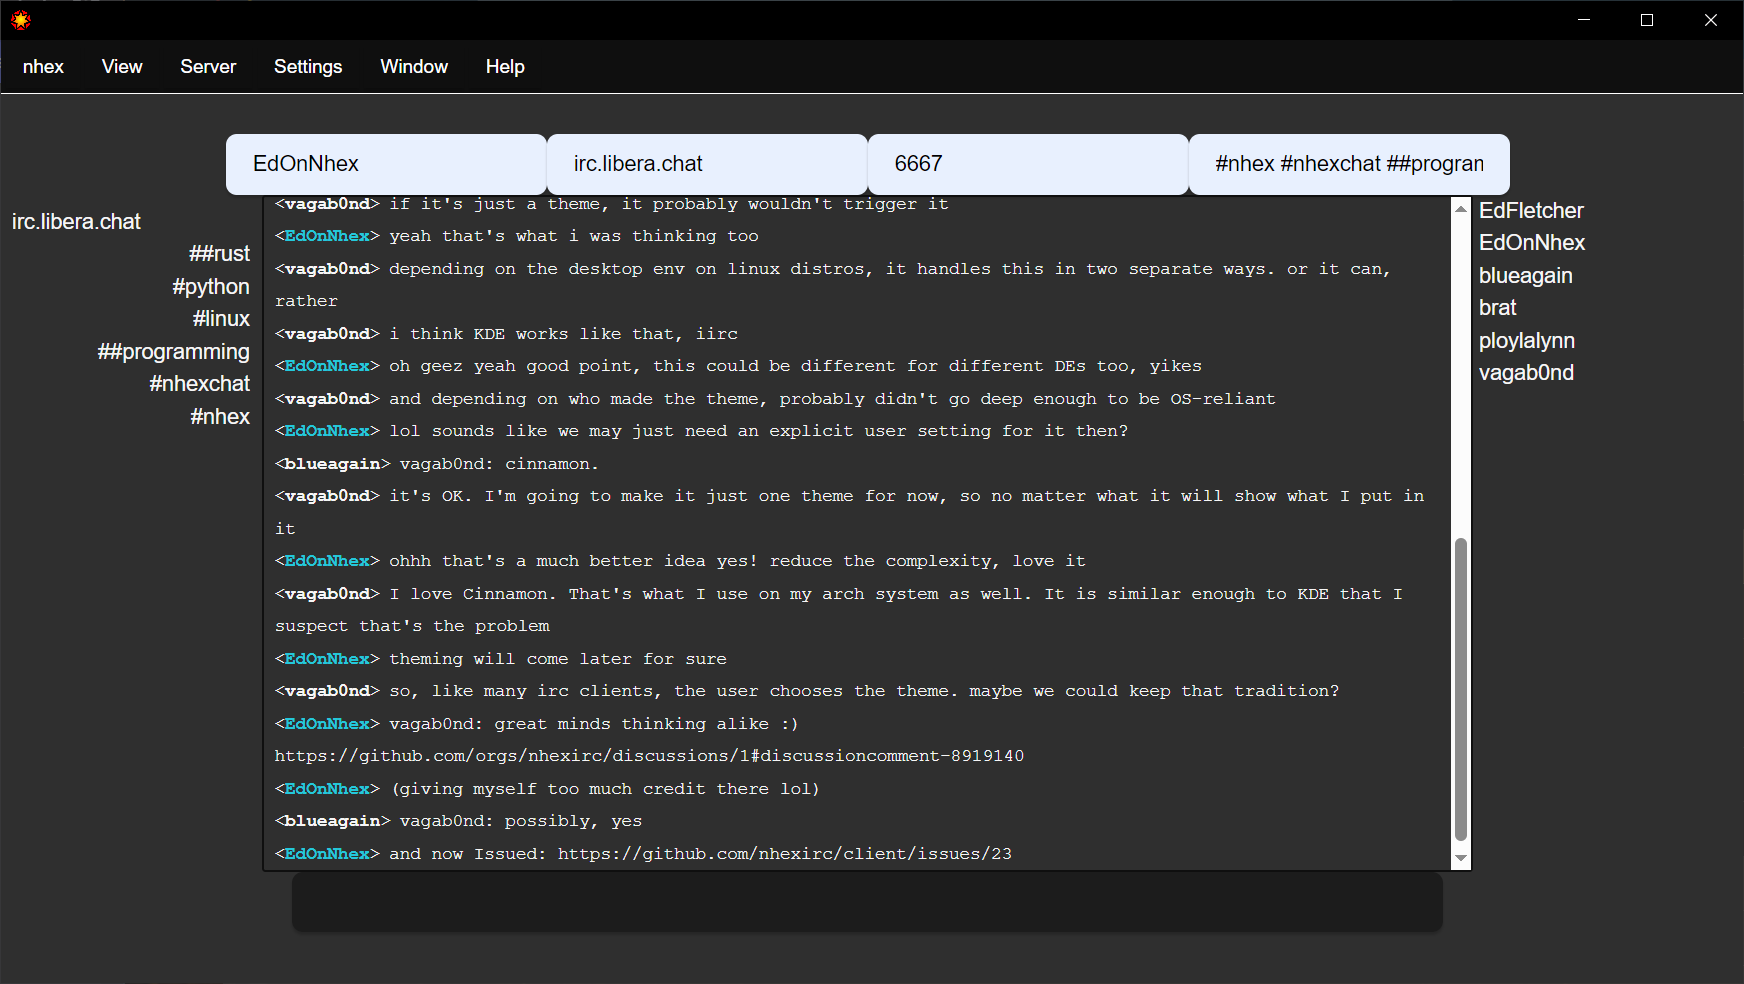 nhex View Server Settings Window Help
EdOnNhex irc.libera.chat 6667 #nhex #nhexchat ##program
irc.libera.chat
##rust
#python
#linux
##programming
#nhexchat
#nhex
<vagab0nd> if it's just a theme, it probably wouldn't trigger it
<EdOnNhex> yeah that's what i was thinking too
<vagab0nd> depending on the desktop env on linux distros, it handles this in two separate ways. or it can,
rather
<vagab0nd> i think KDE works like that, iirc
<EdOnNhex> oh geez yeah good point, this could be different for different DEs too, yikes
<vagab0nd> and depending on who made the theme, probably didn't go deep enough to be OS-reliant
<EdOnNhex> lol sounds like we may just need an explicit user setting for it then?
<blueagain> vagab0nd: cinnamon.
<vagab0nd> it's OK. I'm going to make it just one theme for now, so no matter what it will show what I put in
it
<EdOnNhex> ohhh that's a much better idea yes! reduce the complexity, love it
<vagab0nd> I love Cinnamon. That's what I use on my arch system as well. It is similar enough to KDE that I
suspect that's the problem
<EdOnNhex> theming will come later for sure
<vagab0nd> so, like many irc clients, the user chooses the theme. maybe we could keep that tradition?
<EdOnNhex> vagab0nd: great minds thinking alike :)
https://github.com/orgs/nhexirc/discussions/1#discussioncomment-8919140
<EdOnNhex> (giving myself too much credit there lol)
<blueagain> vagab0nd: possibly, yes
<EdOnNhex> and now Issued: https://github.com/nhexirc/client/issues/23
EdFletcher
EdOnNhex
blueagain
brat
ploylalynn
vagab0nd